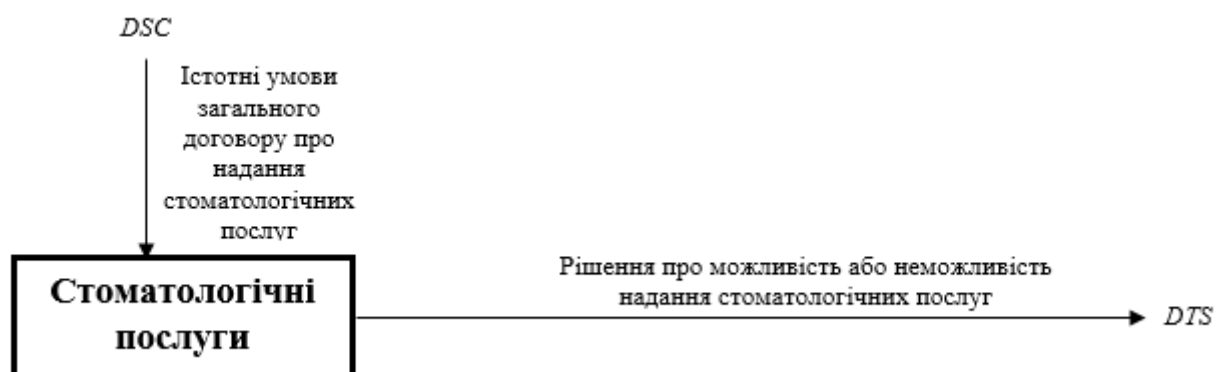 DSC
Істотні умови
загального
договору про
надання
стоматологічних
послуг
Стоматологічні
послуги
Рішення про можливість або неможливість
надання стоматологічних послуг
DTS